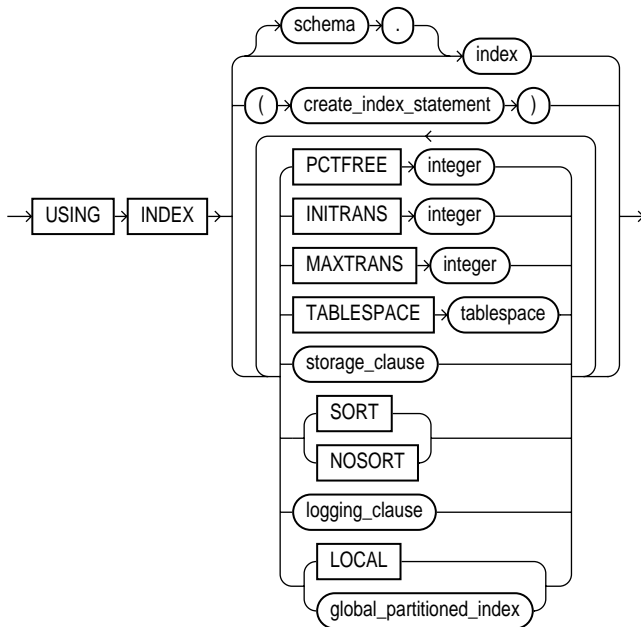 schema .
index
( create_index_statement )
PCTFREE integer
USING INDEX INITRANS integer
MAXTRANS integer
TABLESPACE tablespace
storage_clause
SORT
NOSORT
logging_clause
LOCAL
global_partitioned_index